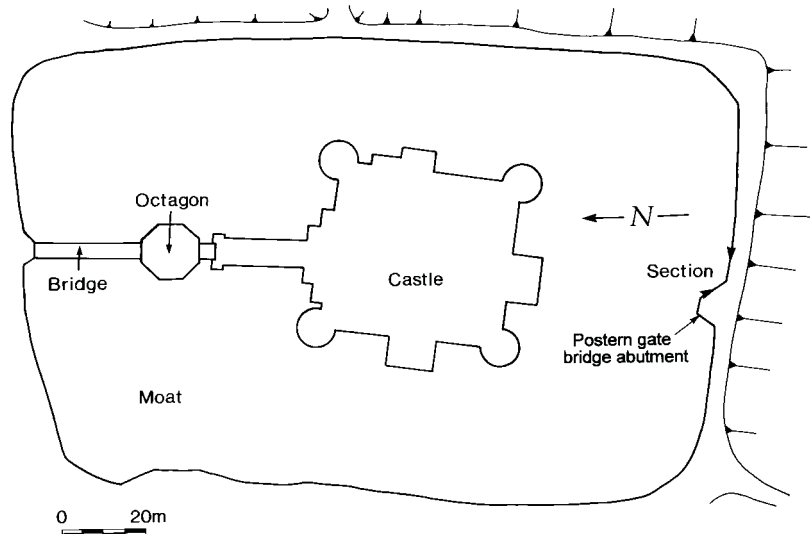 Octagon
N
Section
Bridge
Castle
Postern gate
bridge abutment
Moat
0 20m